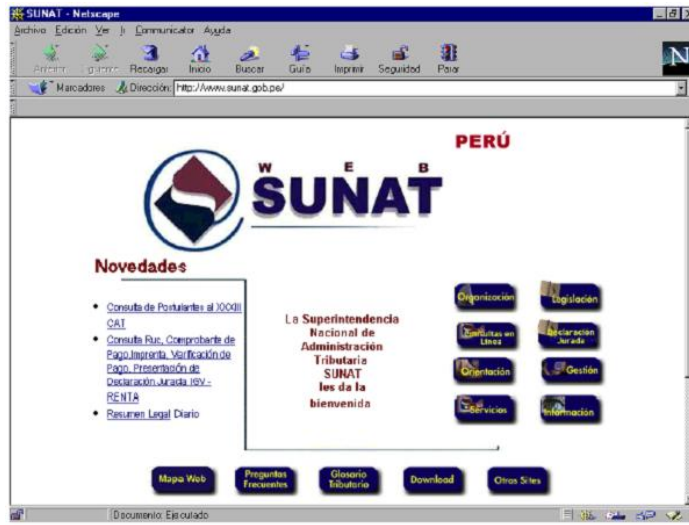 SUNAT - Netscape
Archivo Edición Ver Ir Communicator Ayuda
Anterior Siguiente Recargar Inicio Buscar Guía Imprimir Seguridad Parar
N
Marcadores Dirección: http://www.sunat.gob.pe/
PERÚ
WEB
SUNAT
Novedades
Consulta de Postulantes al XXXIII
CAT
Consulta Ruc, Comprobante de
Pago,Imprenta, Verificación de
Pago, Presentación de
Declaración Jurada IGV -
RENTA
Resumen Legal Diario
La Superintendencia
Nacional de
Administración
Tributaria
SUNAT
les da la
bienvenida
Organización
Legislación
Consultas en
Línea
Declaración
Jurada
Orientación
Gestión
Servicios
Información
Mapa Web
Preguntas
Frecuentes
Glosario
Tributario
Download
Otros Sites
Documento: Ejecutado